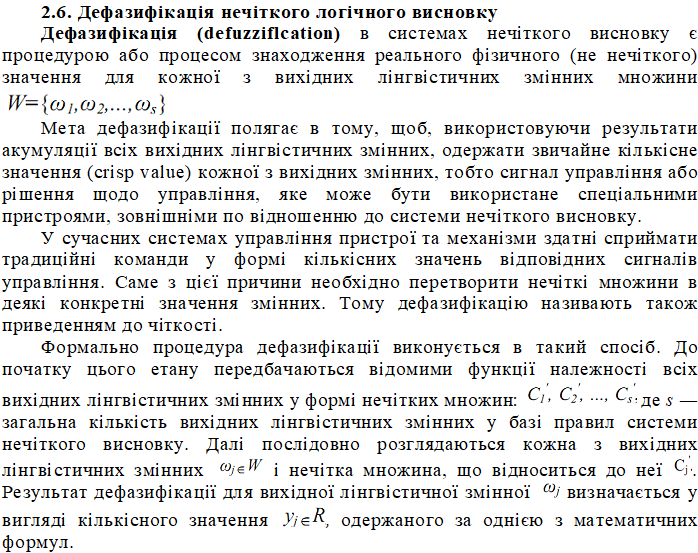 2.6. Дефазифікація нечіткого логічного висновку
Дефазифікація (defuzziflcation) в системах нечіткого висновку є
процедурою або процесом знаходження реального фізичного (не нечіткого)
значення для кожної з вихідних лінгвістичних змінних множини
W={ω₁,ω₂,...,ωₛ}
Мета дефазифікації полягає в тому, щоб, використовуючи результати
акумуляції всіх вихідних лінгвістичних змінних, одержати звичайне кількісне
значення (crisp value) кожної з вихідних змінних, тобто сигнал управління або
рішення щодо управління, яке може бути використане спеціальними
пристроями, зовнішніми по відношенню до системи нечіткого висновку.
У сучасних системах управління пристрої та механізми здатні сприймати
традиційні команди у формі кількісних значень відповідних сигналів
управління. Саме з цієї причини необхідно перетворити нечіткі множини в
деякі конкретні значення змінних. Тому дефазифікацію називають також
приведенням до чіткості.
Формально процедура дефазифікації виконується в такий спосіб. До
початку цього етану передбачаються відомими функції належності всіх
вихідних лінгвістичних змінних у формі нечітких множин: C₁', C₂', ..., Cₛ', де s —
загальна кількість вихідних лінгвістичних змінних у базі правил системи
нечіткого висновку. Далі послідовно розглядаються кожна з вихідних
лінгвістичних змінних ωⱼ∈W і нечітка множина, що відноситься до неї Cⱼ'.
Результат дефазифікації для вихідної лінгвістичної змінної ωⱼ визначається у
вигляді кількісного значення yⱼ∈R, одержаного за однією з математичних
формул.